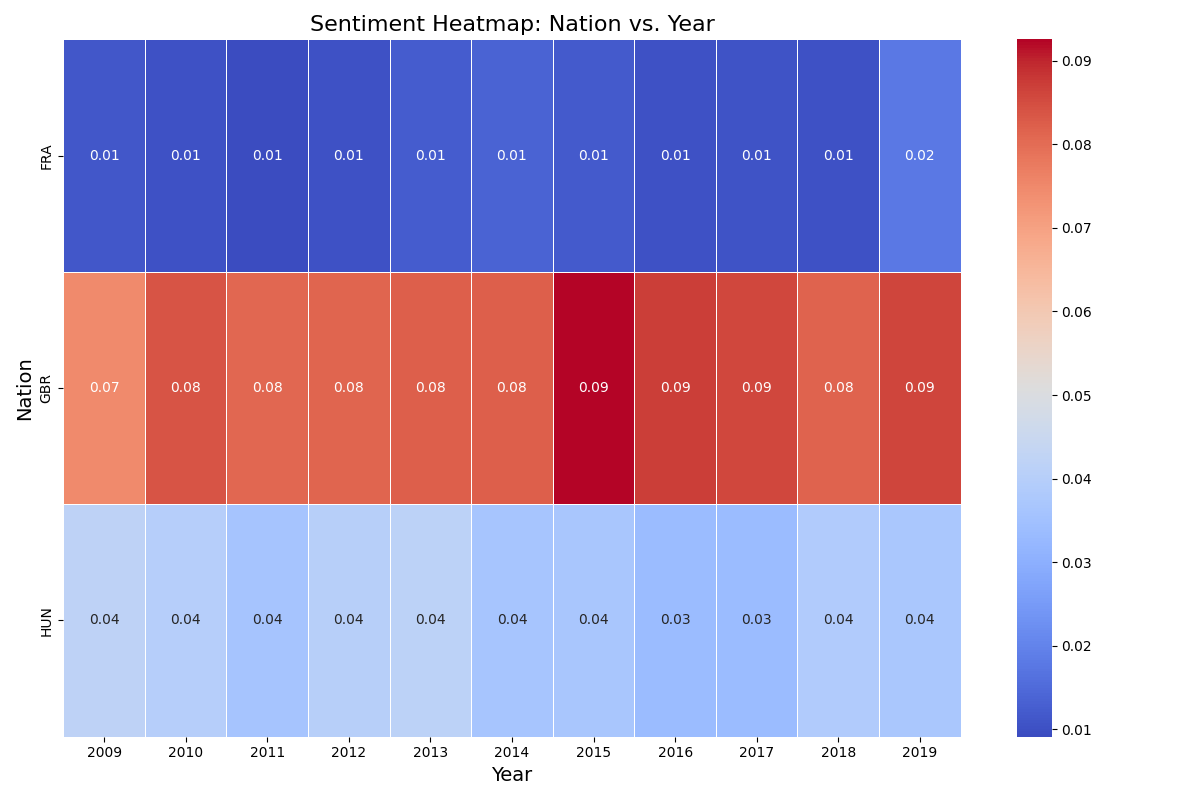 Sentiment Heatmap: Nation vs. Year
Nation
FRA
0.01 0.01 0.01 0.01 0.01 0.01 0.01 0.01 0.01 0.01 0.02
GBR
0.07 0.08 0.08 0.08 0.08 0.08 0.09 0.09 0.09 0.08 0.09
HUN
0.04 0.04 0.04 0.04 0.04 0.04 0.04 0.03 0.03 0.04 0.04
2009 2010 2011 2012 2013 2014 2015 2016 2017 2018 2019
Year
0.09
0.08
0.07
0.06
0.05
0.04
0.03
0.02
0.01